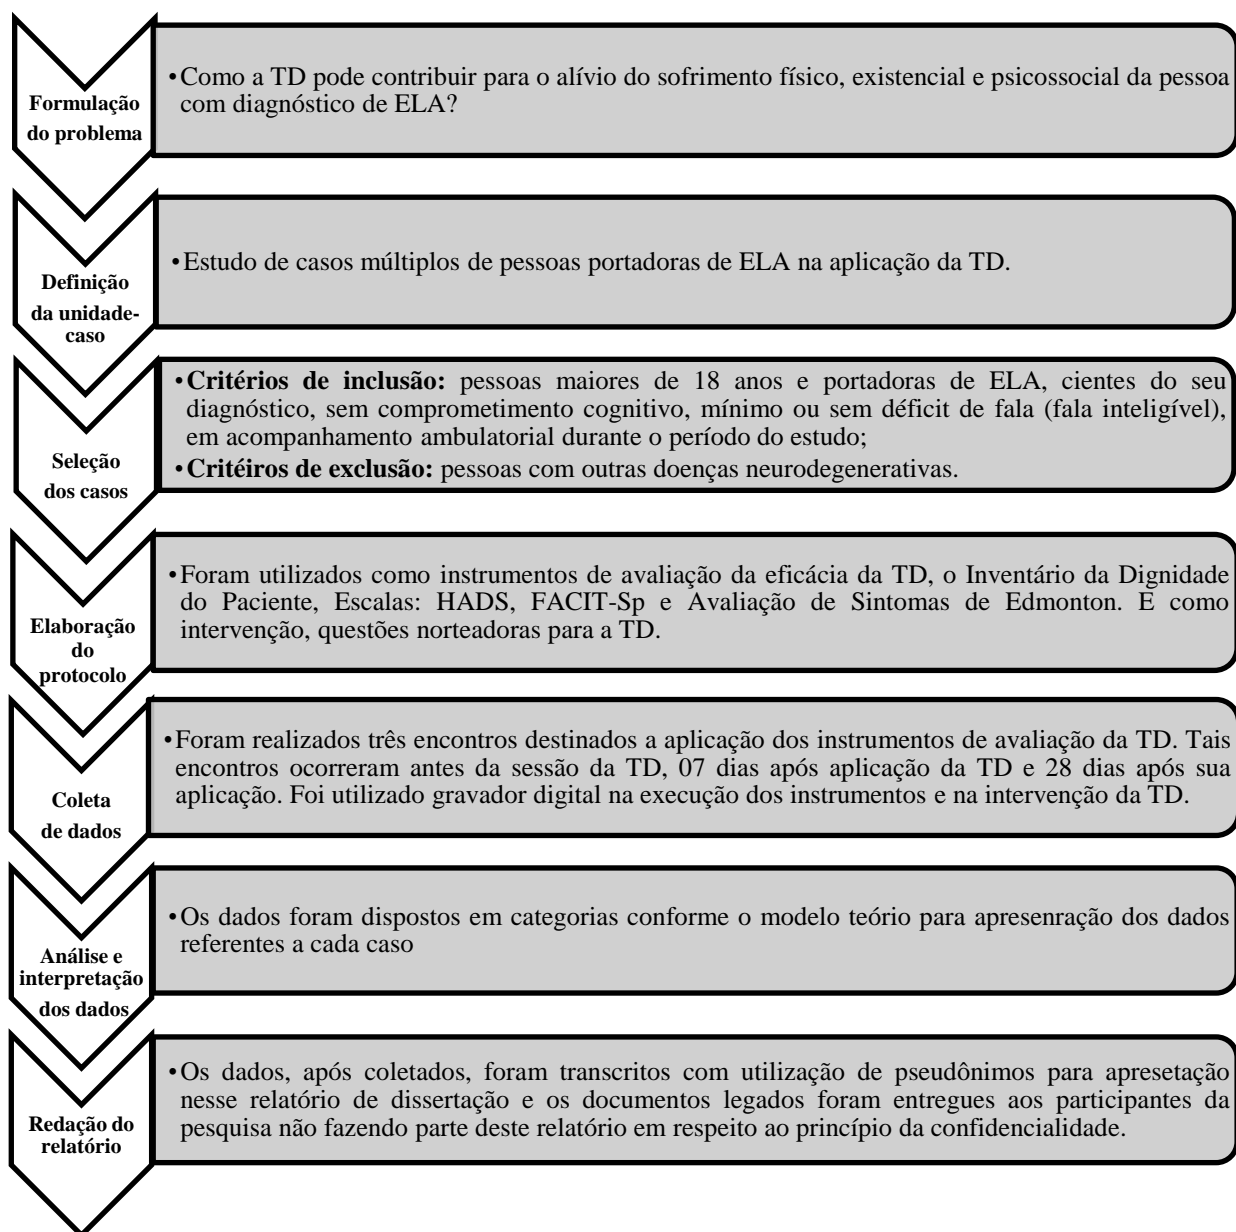 Formulação
do problema
•Como a TD pode contribuir para o alívio do sofrimento físico, existencial e psicossocial da pessoa
com diagnóstico de ELA?
Definição
da unidade-
caso
•Estudo de casos múltiplos de pessoas portadoras de ELA na aplicação da TD.
Seleção
dos casos
•Critérios de inclusão: pessoas maiores de 18 anos e portadoras de ELA, cientes do seu
diagnóstico, sem comprometimento cognitivo, mínimo ou sem déficit de fala (fala inteligível),
em acompanhamento ambulatorial durante o período do estudo;
•Critéiros de exclusão: pessoas com outras doenças neurodegenerativas.
Elaboração
do
protocolo
•Foram utilizados como instrumentos de avaliação da eficácia da TD, o Inventário da Dignidade
do Paciente, Escalas: HADS, FACIT-Sp e Avaliação de Sintomas de Edmonton. E como
intervenção, questões norteadoras para a TD.
Coleta
de dados
•Foram realizados três encontros destinados a aplicação dos instrumentos de avaliação da TD. Tais
encontros ocorreram antes da sessão da TD, 07 dias após aplicação da TD e 28 dias após sua
aplicação. Foi utilizado gravador digital na execução dos instrumentos e na intervenção da TD.
Análise e
interpretação
dos dados
•Os dados foram dispostos em categorias conforme o modelo teório para apresenração dos dados
referentes a cada caso
Redação do
relatório
•Os dados, após coletados, foram transcritos com utilização de pseudônimos para apresetação
nesse relatório de dissertação e os documentos legados foram entregues aos participantes da
pesquisa não fazendo parte deste relatório em respeito ao princípio da confidencialidade.